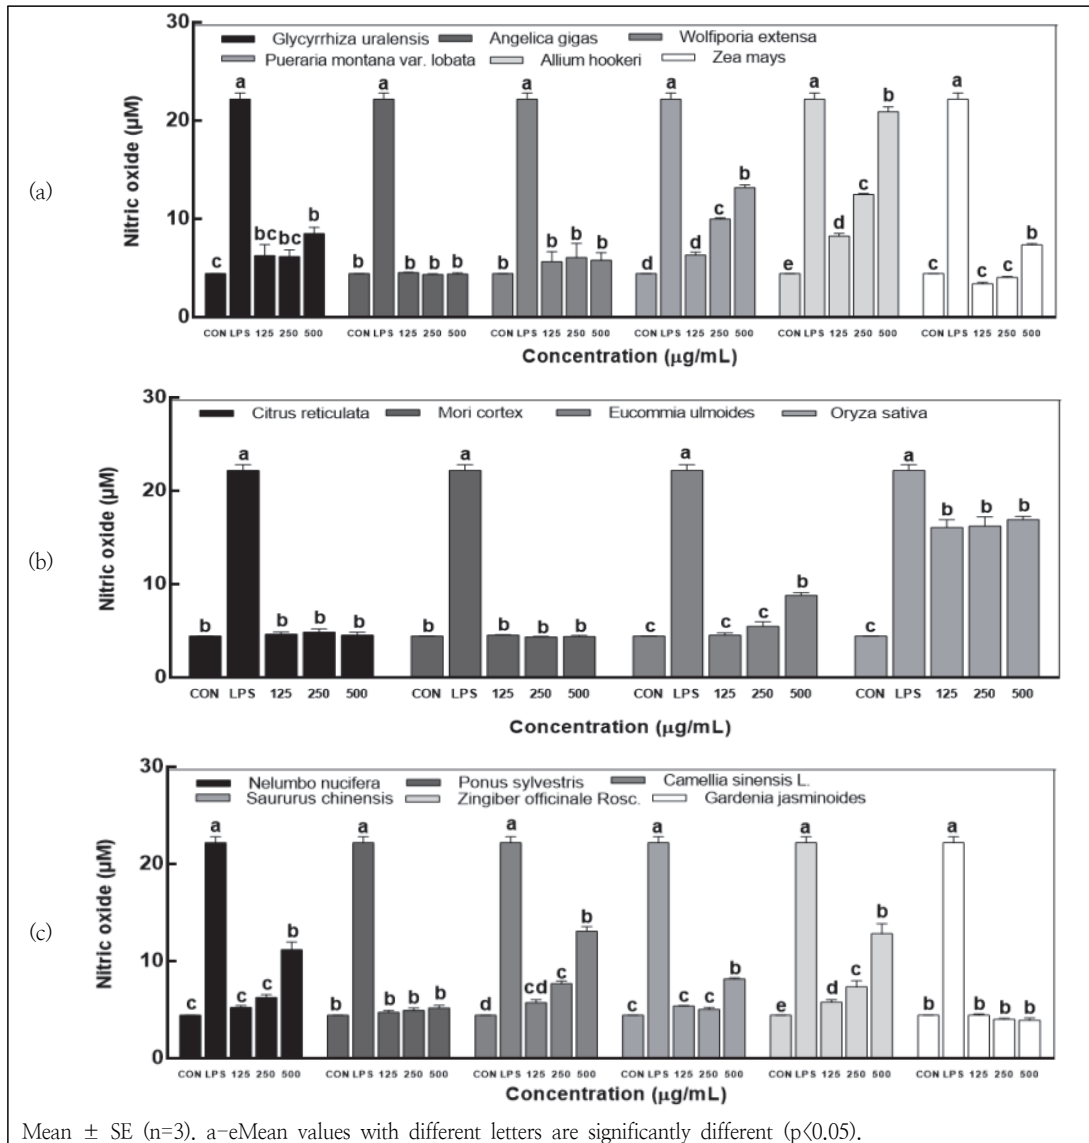 30
Glycyrrhiza uralensis Angelica gigas Wolfiporia extensa
Pueraria montana var. lobata Allium hookeri Zea mays
a a a a a b a
20
Nitric oxide (µM)
(a)
b c c b
10
bc bc b b b b d d b
c b b b b b d e c c c
0
CON LPS 125 250 500 CON LPS 125 250 500 CON LPS 125 250 500 CON LPS 125 250 500 CON LPS 125 250 500 CON LPS 125 250 500
Concentration (µg/mL)
30
Citrus reticulata Mori cortex Eucommia ulmoides Oryza sativa
a a a a
20
b b b
Nitric oxide (µM)
(b)
10
b
b b b b b b b b c c c c
0
CON LPS 125 250 500 CON LPS 125 250 500 CON LPS 125 250 500 CON LPS 125 250 500
Concentration (µg/mL)
30
Nelumbo nucifera Ponus sylvestris Camellia sinensis L.
Saururus chinensis Zingiber officinale Rosc. Gardenia jasminoides
a a a a a a
20
Nitric oxide (µM)
(c)
b b b
10
c c b b b cd c c c b d c
c b d c e b b b b
0
CON LPS 125 250 500 CON LPS 125 250 500 CON LPS 125 250 500 CON LPS 125 250 500 CON LPS 125 250 500 CON LPS 125 250 500
Concentration (µg/mL)
Mean ± SE (n=3). a-eMean values with different letters are significantly different (p<0.05).